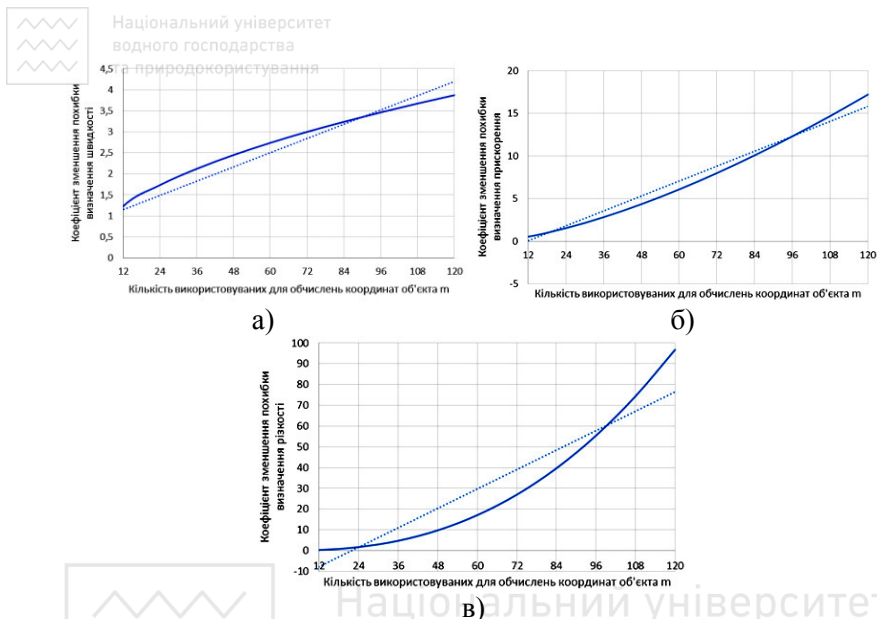 Національний університет
водного господарства
та природокористування
Коефіцієнт зменшення похибки
визначення швидкості
4,5
4
3,5
3
2,5
2
1,5
1
0,5
0
12 24 36 48 60 72 84 96 108 120
Кількість використовуваних для обчислень координат об'єкта m
а)
Коефіцієнт зменшення похибки
визначення прискорення
20
15
10
5
0
-5
12 24 36 48 60 72 84 96 108 120
Кількість використовуваних для обчислень координат об'єкта m
б)
Коефіцієнт зменшення похибки
визначення різкості
100
90
80
70
60
50
40
30
20
10
0
-10
12 24 36 48 60 72 84 96 108 120
Кількість використовуваних для обчислень координат об'єкта m
в)
Національний університет